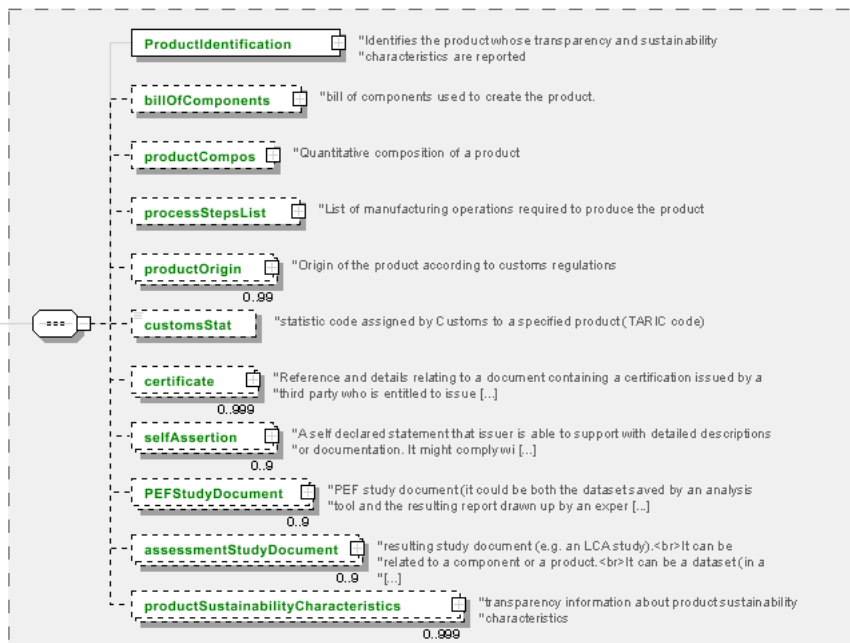 ProductIdentification
"Identifies the product whose transparency and sustainability
"characteristics are reported
billOfComponents
"bill of components used to create the product.
productCompos
"Quantitative composition of a product
processStepsList
"List of manufacturing operations required to produce the product
productOrigin
"Origin of the product according to customs regulations
0..99
customsStat
"statistic code assigned by Customs to a specified product (TARIC code)
certificate
"Reference and details relating to a document containing a certification issued by a
"third party who is entitled to issue [...]
0..999
selfAssertion
"A self declared statement that issuer is able to support with detailed descriptions
"or documentation. It might comply wi [...]
0..9
PEFStudyDocument
"PEF study document (it could be both the dataset saved by an analysis
"tool and the resulting report drawn up by an exper [...]
0..9
assessmentStudyDocument
"resulting study document (e.g. an LCA study).<br>It can be
"related to a component or a product.<br>It can be a dataset (in a
"[...]
0..9
productSustainabilityCharacteristics
"transparency information about product sustainability
"characteristics
0..999